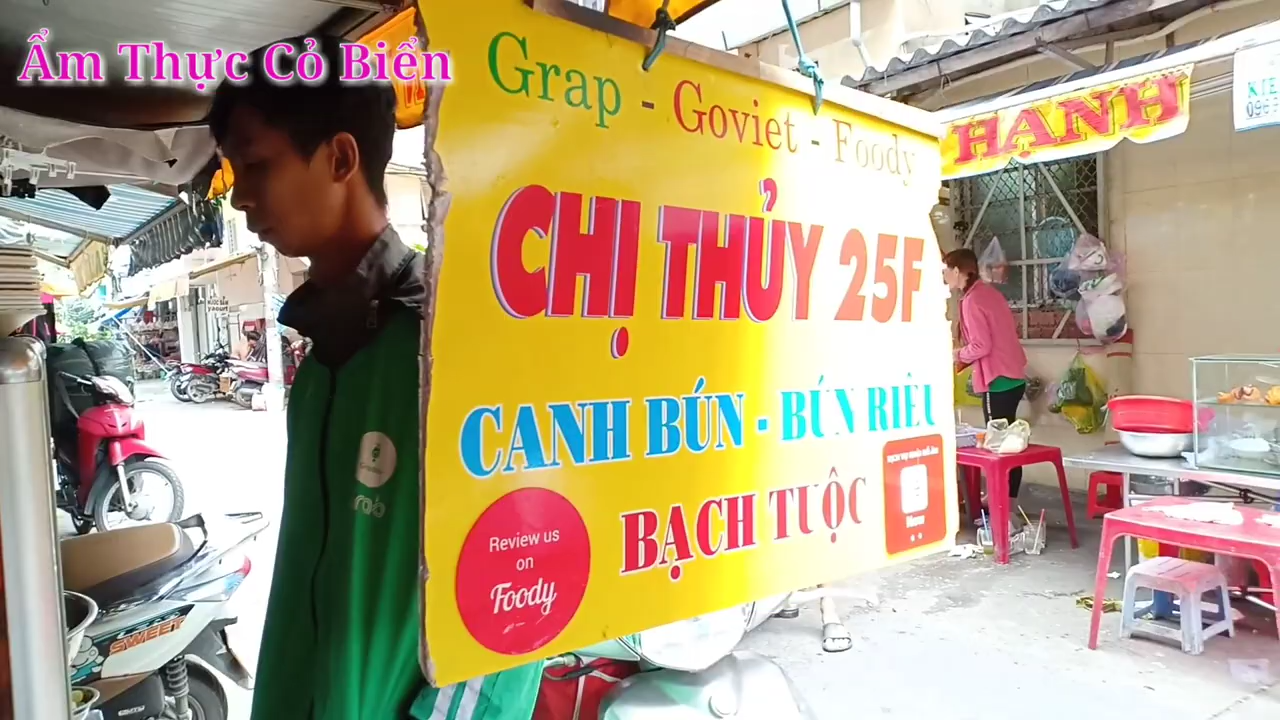 Ẩm Thực Cỏ Biển
Grap - Goviet - Foody
CHỊ THỦY 25F
CANH BÚN - BÚN RIÊU
BẠCH TUỘC
Review us
on
Foody
HẠNH
SWEET